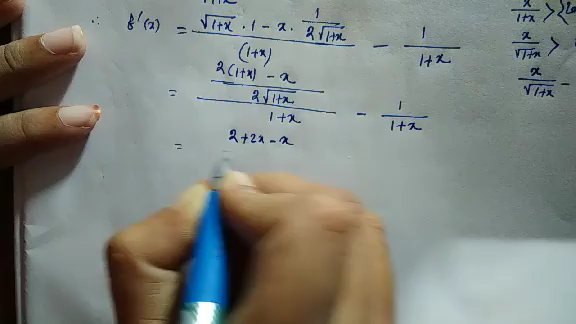 1+x
∴ f'(x) = (√(1+x) · 1 − x · 1/(2√(1+x))) / (1+x) − 1/(1+x)
= ((2(1+x) − x) / (2√(1+x))) / (1+x) − 1/(1+x)
= 2+2x−x
x/(1+x) >
x/√(1+x) >
x/√(1+x) −